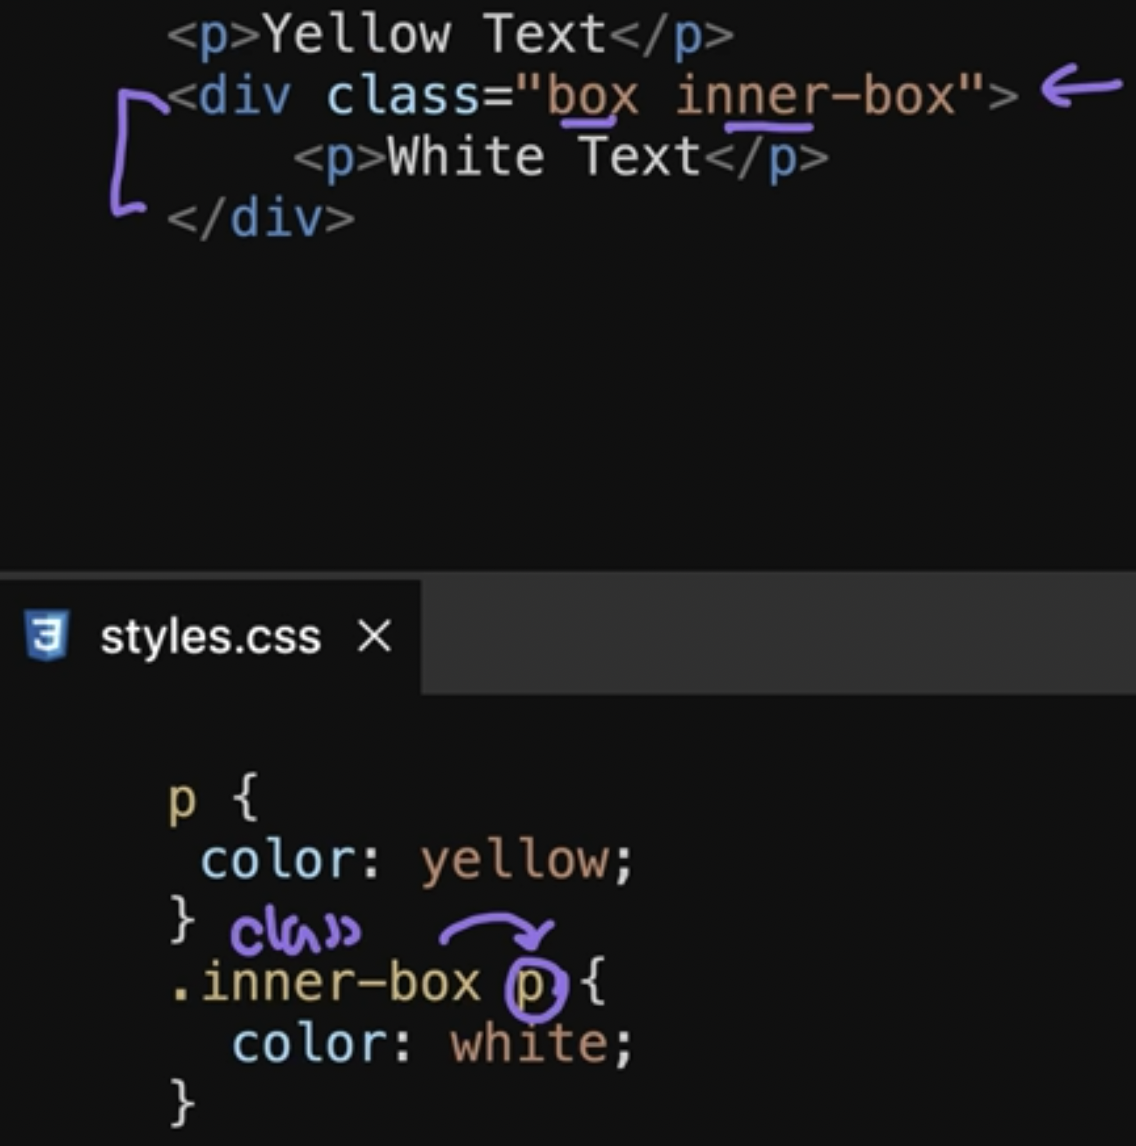 <p>Yellow Text</p>
<div class="box inner-box">
<p>White Text</p>
</div>
styles.css ×
p {
color: yellow;
}
class
.inner-box p {
color: white;
}